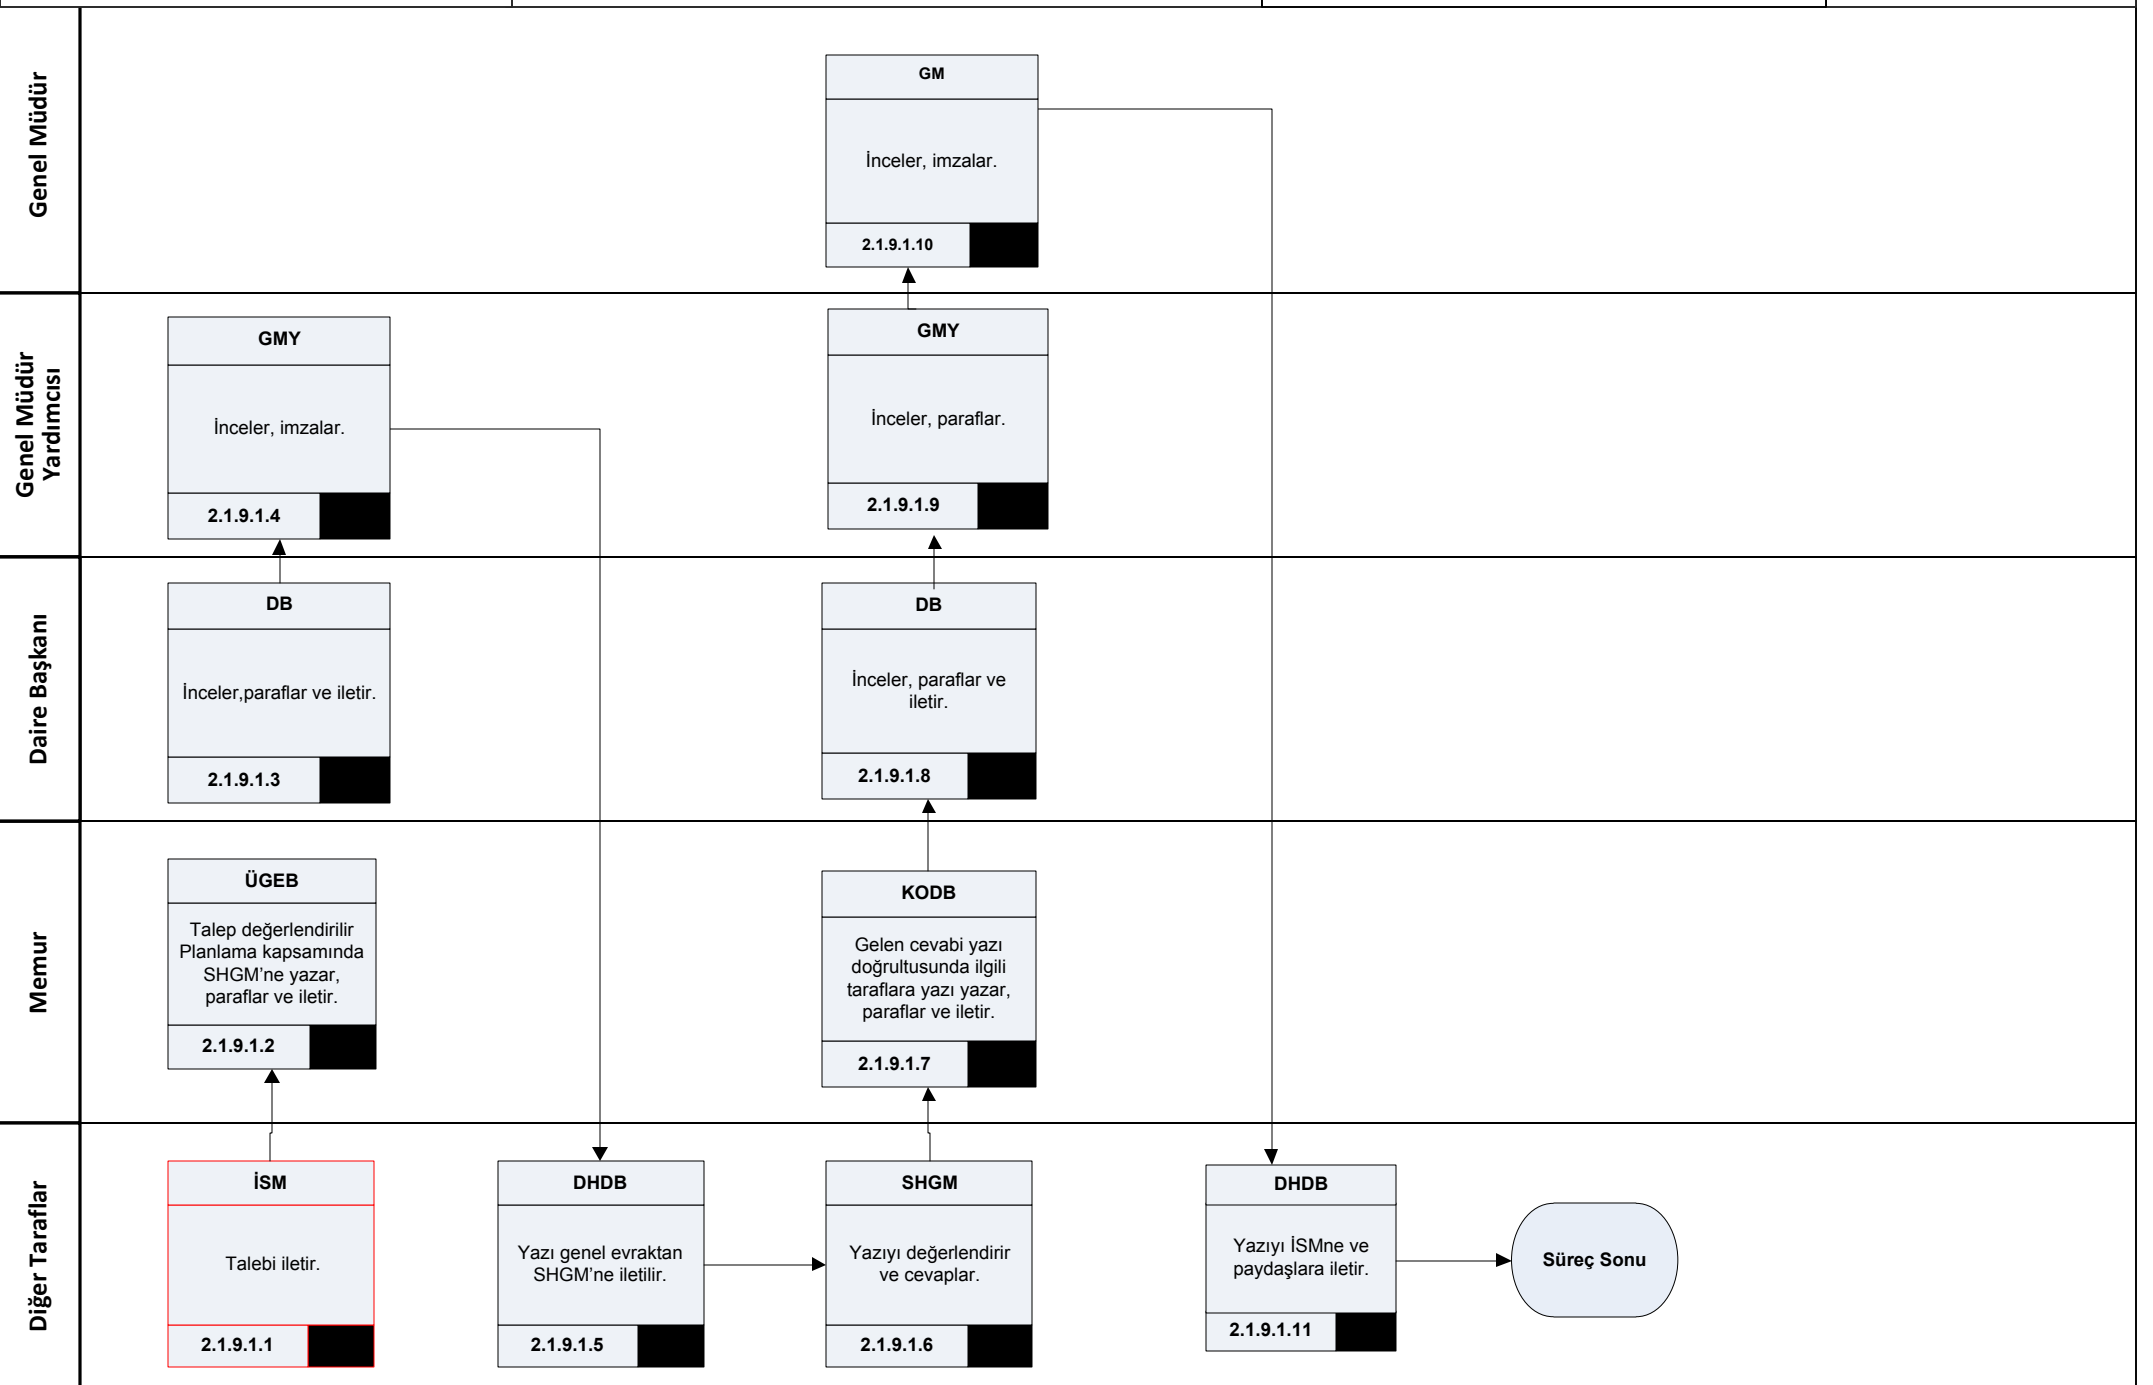 Genel Müdür
GM
İnceler, imzalar.
2.1.9.1.10
Genel Müdür
Yardımcısı
GMY
İnceler, imzalar.
2.1.9.1.4
GMY
İnceler, paraflar.
2.1.9.1.9
Daire Başkanı
DB
İnceler,paraflar ve iletir.
2.1.9.1.3
DB
İnceler, paraflar ve
iletir.
2.1.9.1.8
Memur
ÜGEB
Talep değerlendirilir
Planlama kapsamında
SHGM’ne yazar,
paraflar ve iletir.
2.1.9.1.2
KODB
Gelen cevabi yazı
doğrultusunda ilgili
taraflara yazı yazar,
paraflar ve iletir.
2.1.9.1.7
Diğer Taraflar
İSM
Talebi iletir.
2.1.9.1.1
DHDB
Yazı genel evraktan
SHGM’ne iletilir.
2.1.9.1.5
SHGM
Yazıyı değerlendirir
ve cevaplar.
2.1.9.1.6
DHDB
Yazıyı İSMne ve
paydaşlara iletir.
2.1.9.1.11
Süreç Sonu